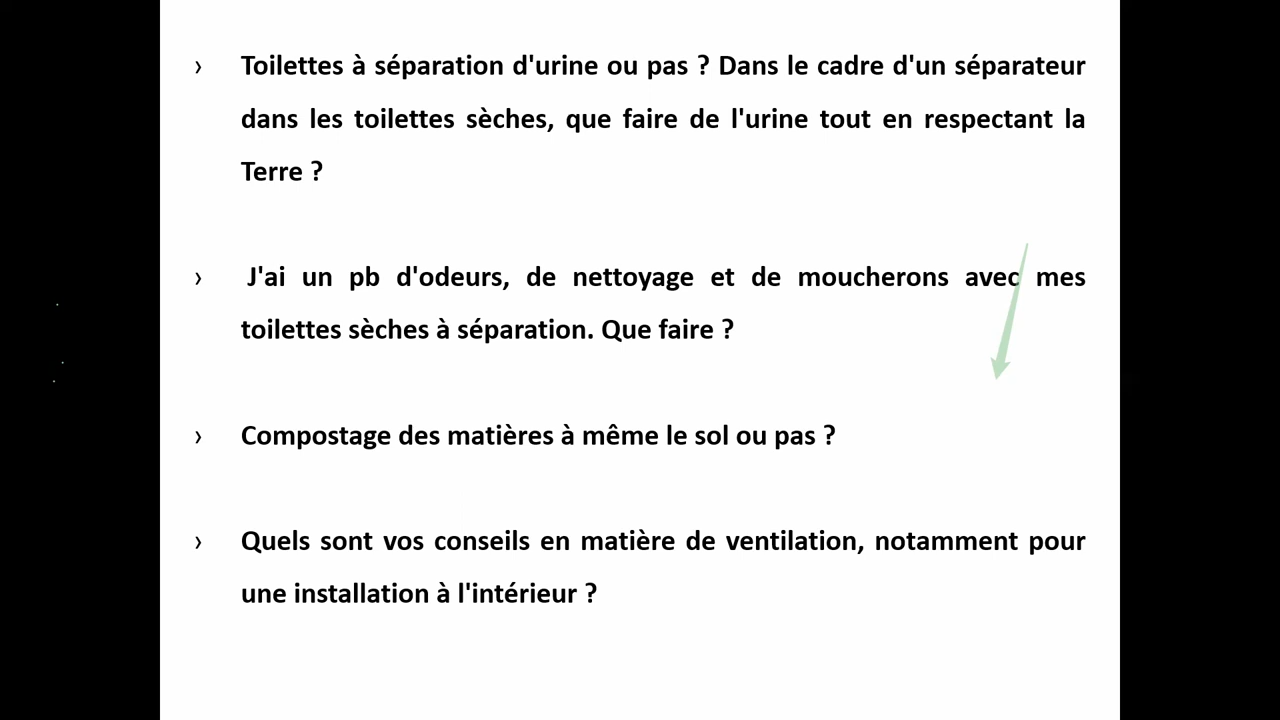 › Toilettes à séparation d'urine ou pas ? Dans le cadre d'un séparateur
dans les toilettes sèches, que faire de l'urine tout en respectant la
Terre ?
› J'ai un pb d'odeurs, de nettoyage et de moucherons avec mes
toilettes sèches à séparation. Que faire ?
› Compostage des matières à même le sol ou pas ?
› Quels sont vos conseils en matière de ventilation, notamment pour
une installation à l'intérieur ?